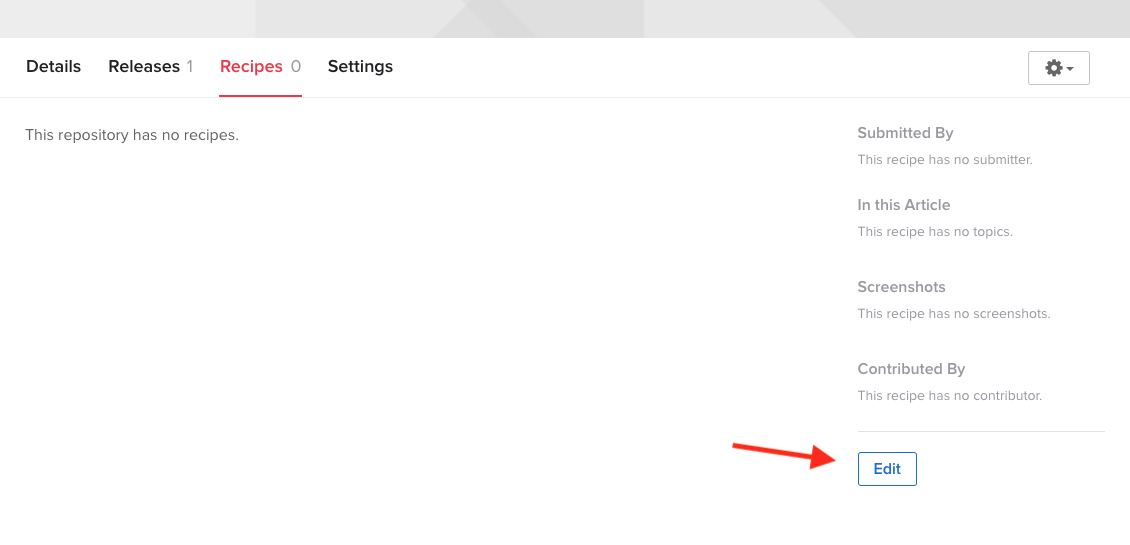 Details Releases 1 Recipes 0 Settings
This repository has no recipes.
Submitted By
This recipe has no submitter.
In this Article
This recipe has no topics.
Screenshots
This recipe has no screenshots.
Contributed By
This recipe has no contributor.
Edit